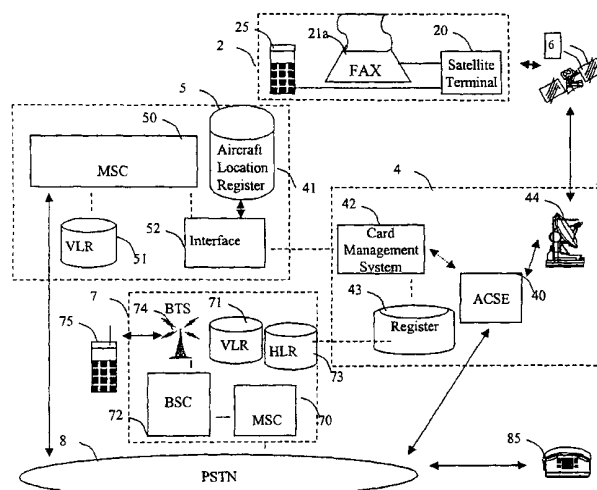 25
21a
20
2
FAX
Satellite
Terminal
6
5
50
MSC
Aircraft
Location
Register
41
4
44
42
52
VLR
51
Interface
Card
Management
System
43
ACSE
40
Register
7
74
BTS
71
75
VLR
HLR
73
BSC
72
MSC
70
8
PSTN
85